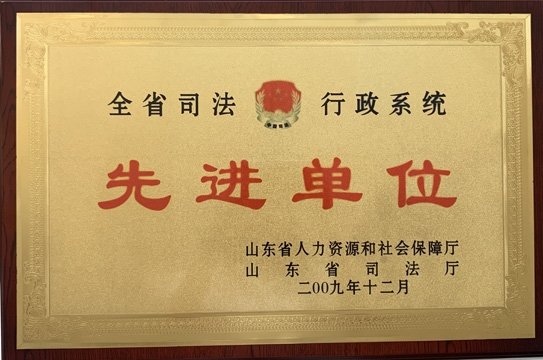 全省司法行政系统
先进单位
山东省人力资源和社会保障厅
山东省司法厅
二00九年十二月